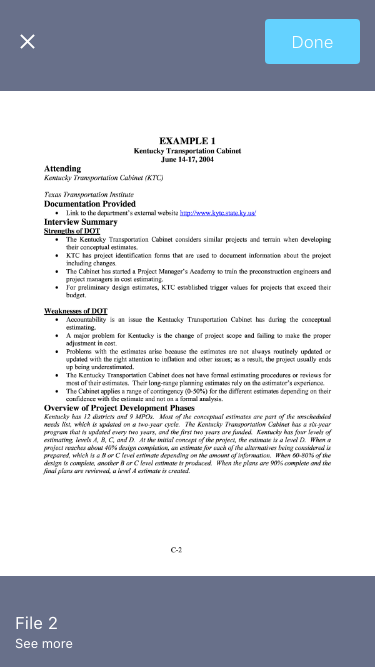 Done
EXAMPLE 1
Kentucky Transportation Cabinet
June 14-17, 2004
Attending
Kentucky Transportation Cabinet (KTC)
Texas Transportation Institute
Documentation Provided
• Link to the department's external website http://www.kytc.state.ky.us/
Interview Summary
Strengths of DOT
• The Kentucky Transportation Cabinet considers similar projects and terrain when developing
their conceptual estimates.
• KTC has project identification forms that are used to document information about the project
including changes.
• The Cabinet has started a Project Manager's Academy to train the preconstruction engineers and
project managers in cost estimating.
• For preliminary design estimates, KTC established trigger values for projects that exceed their
budget.
Weaknesses of DOT
• Accountability is an issue the Kentucky Transportation Cabinet has during the conceptual
estimating.
• A major problem for Kentucky is the change of project scope and failing to make the proper
adjustment in cost.
• Problems with the estimates arise because the estimates are not always routinely updated or
updated with the right attention to inflation and other issues; as a result, the project usually ends
up being underestimated.
• The Kentucky Transportation Cabinet does not have formal estimating procedures or reviews for
most of their estimates. Their long-range planning estimates rely on the estimator's experience.
• The Cabinet applies a range of contingency (0-50%) for the different estimates depending on their
confidence with the estimate and not on a formal analysis.
Overview of Project Development Phases
Kentucky has 12 districts and 9 MPOs. Most of the conceptual estimates are part of the unscheduled
needs list, which is updated on a two-year cycle. The Kentucky Transportation Cabinet has a six-year
program that is updated every two years, and the first two years are funded. Kentucky has four levels of
estimating, levels A, B, C, and D. At the initial concept of the project, the estimate is a level D. When a
project reaches about 40% design completion, an estimate for each of the alternatives being considered is
prepared, which is a B or C level estimate depending on the amount of information. When 60-80% of the
design is complete, another B or C level estimate is produced. When the plans are 90% complete and the
final plans are reviewed, a level A estimate is created.
C-2
File 2
See more